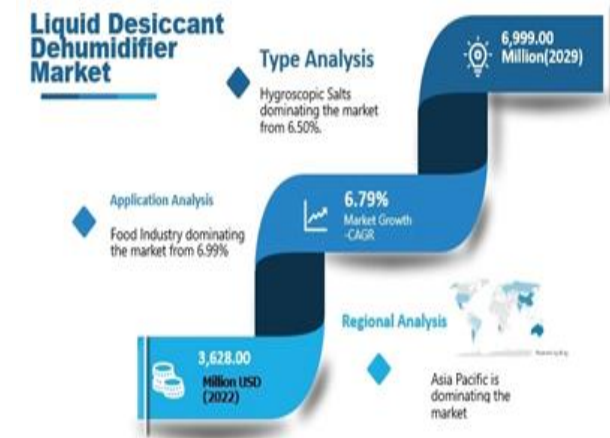 Liquid Desiccant
Dehumidifier
Market
Type Analysis
Hygroscopic Salts
dominating the market
from 6.50%.
6,999.00
Million(2029)
Application Analysis
Food Industry dominating
the market from 6.99%
6.79%
Market Growth
-CAGR
Regional Analysis
Asia Pacific is
dominating the
market
3,628.00
Million USD
(2022)